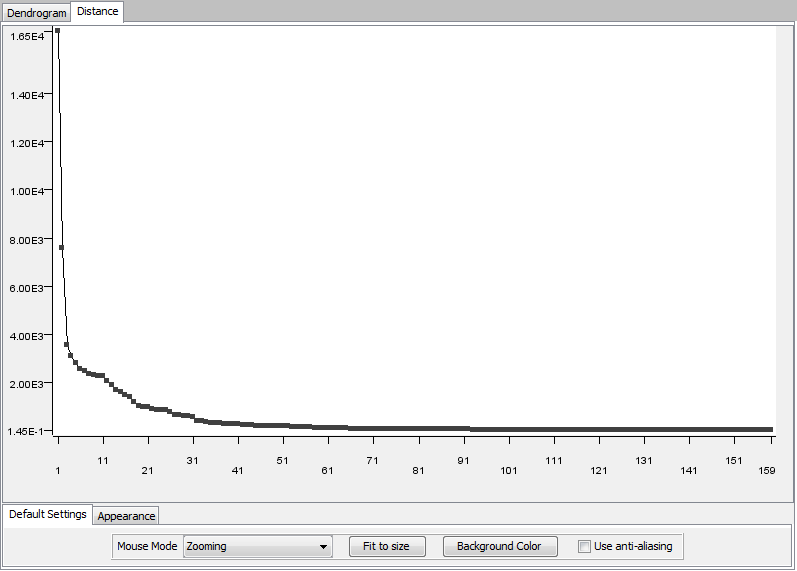 Dendrogram Distance
1.65E4
1.40E4
1.20E4
1.00E4
8.00E3
6.00E3
4.00E3
2.00E3
1.45E-1
11 31 51 71 91 111 131 151
1 21 41 61 81 101 121 141 159
Default Settings Appearance
Mouse Mode Zooming Fit to size Background Color Use anti-aliasing